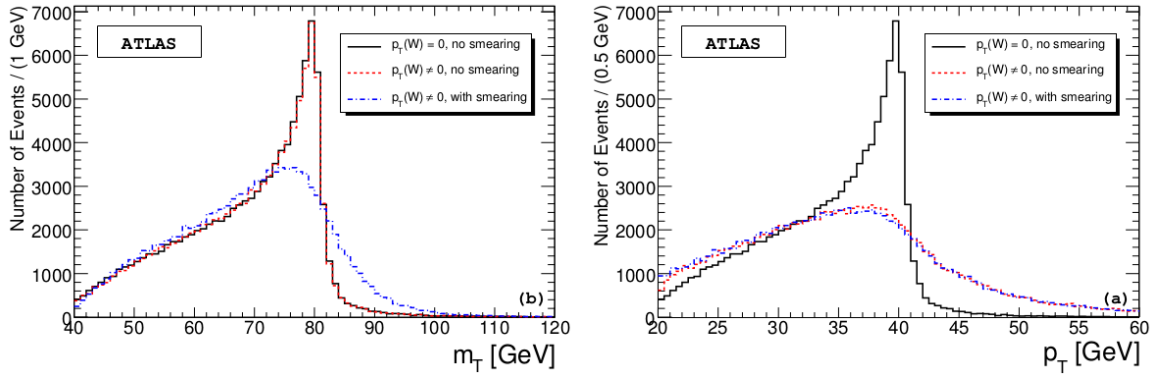 Number of Events / (1 GeV)
7000
6000
5000
4000
3000
2000
1000
0
ATLAS
p_T(W) = 0, no smearing
p_T(W) ≠ 0, no smearing
p_T(W) ≠ 0, with smearing
(b)
40 50 60 70 80 90 100 110 120
m_T [GeV]
Number of Events / (0.5 GeV)
7000
6000
5000
4000
3000
2000
1000
0
ATLAS
p_T(W) = 0, no smearing
p_T(W) ≠ 0, no smearing
p_T(W) ≠ 0, with smearing
(a)
20 25 30 35 40 45 50 55 60
p_T [GeV]